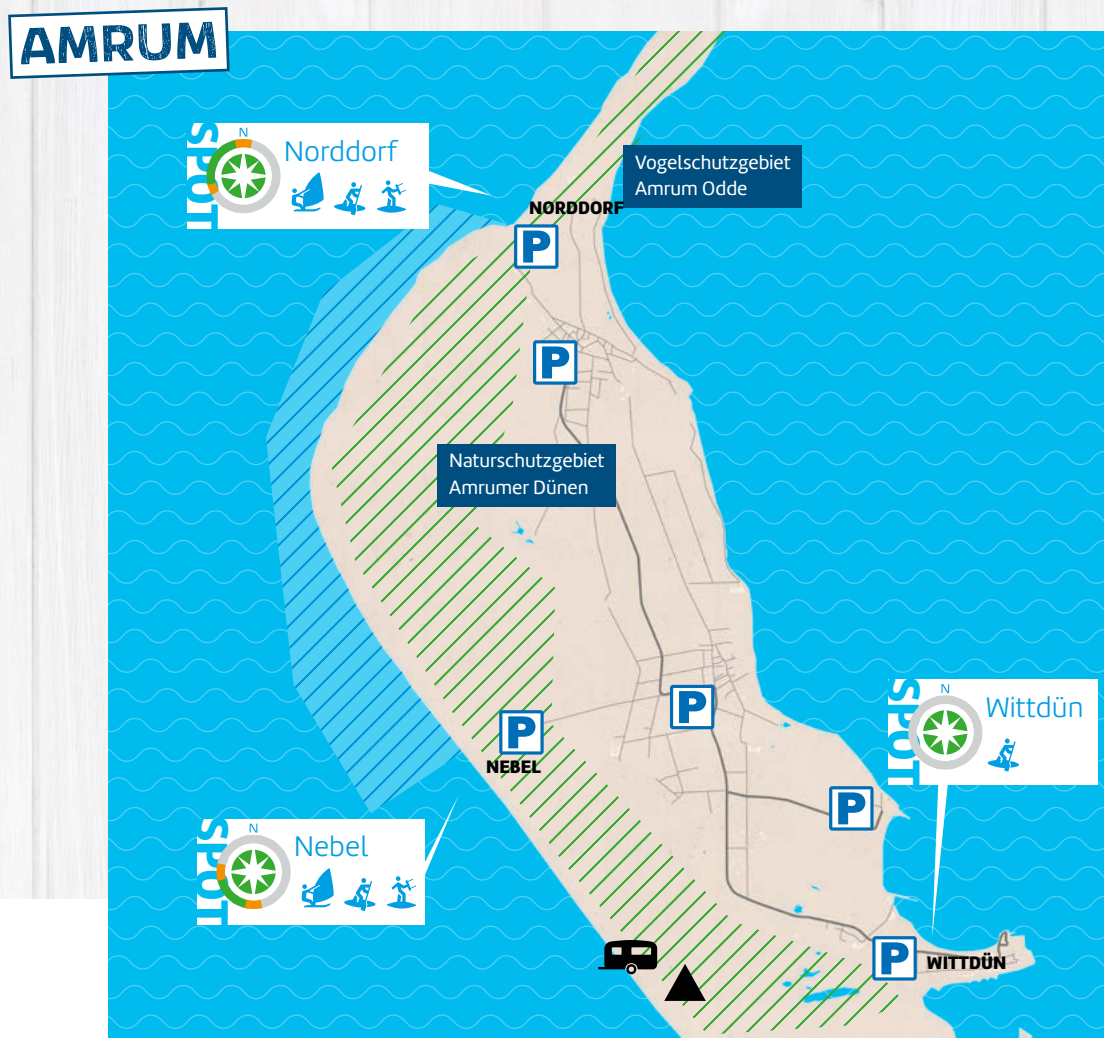 AMRUM
SPOT
N
Norddorf
Vogelschutzgebiet
Amrum Odde
NORDDORF
P
P
Naturschutzgebiet
Amrumer Dünen
P
P
NEBEL
SPOT
N
Wittdün
P
SPOT
N
Nebel
P
WITTDÜN